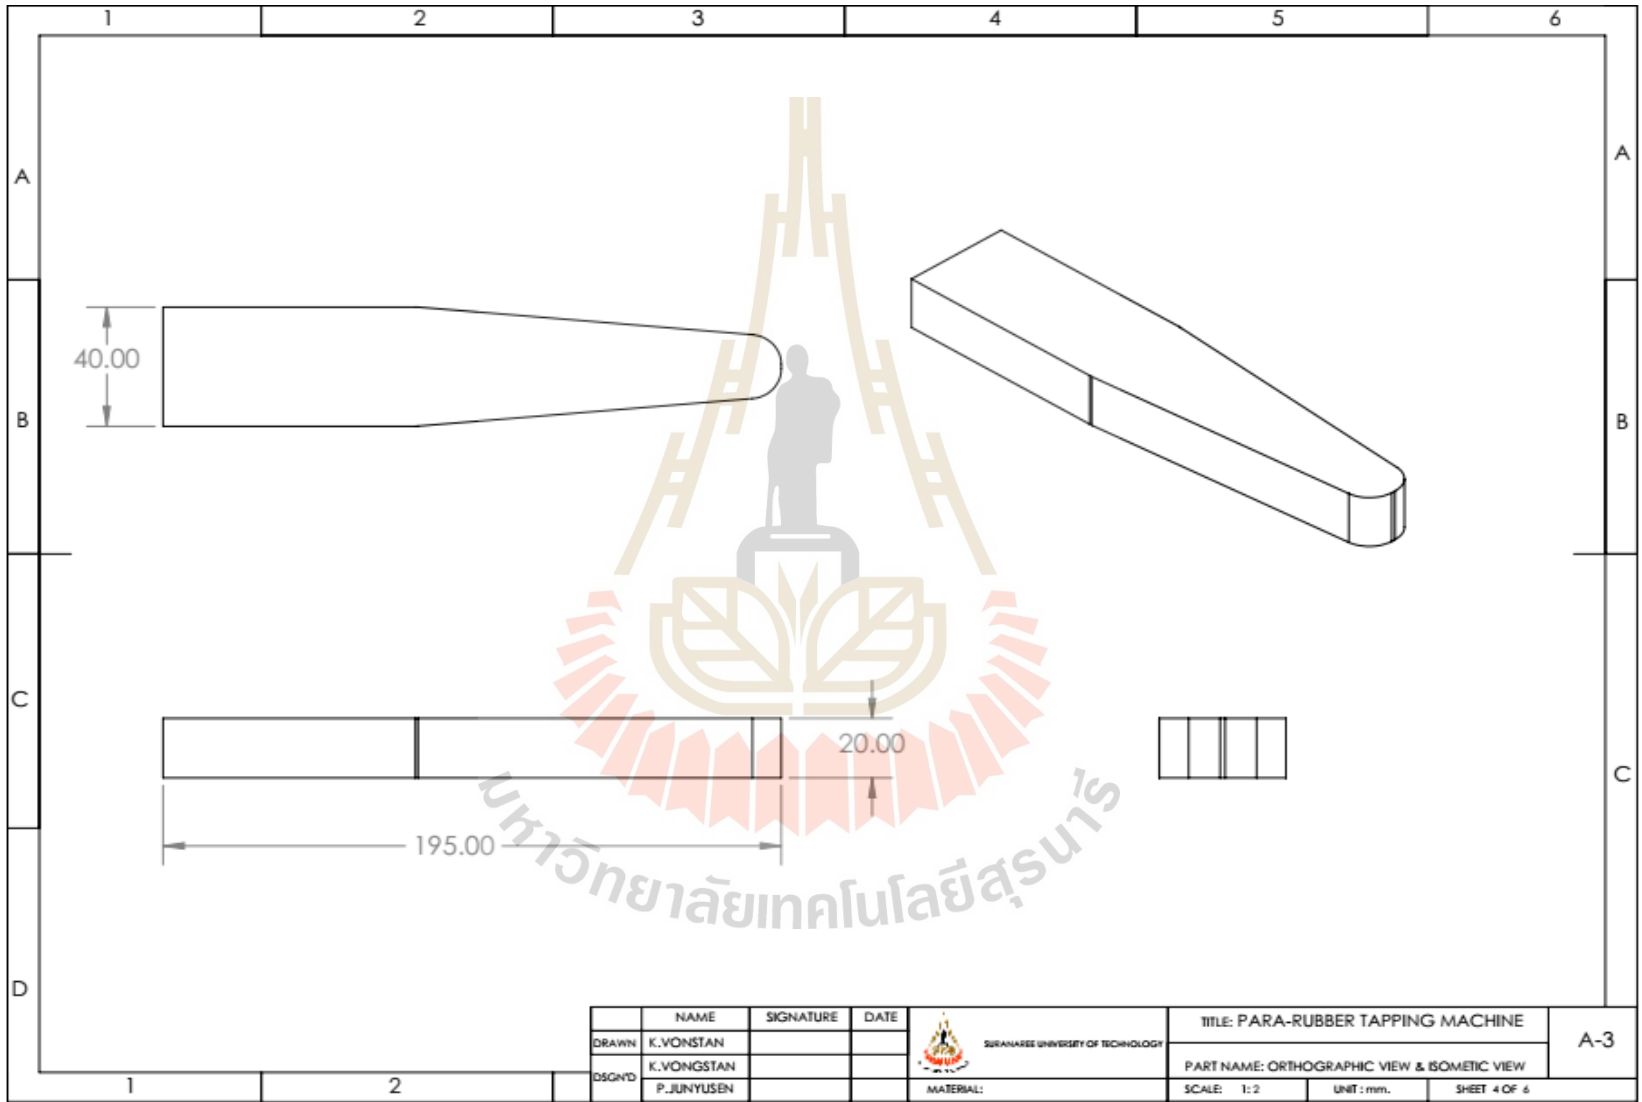 1 2 3 4 5 6
A A
40.00
B B
C
20.00
C
195.00
มหาวิทยาลัยเทคโนโลยีสุรนารี
D
NAME SIGNATURE DATE
TITLE: PARA-RUBBER TAPPING MACHINE
A-3
DRAWN K.VONSTAN
SURANAREE UNIVERSITY OF TECHNOLOGY
DSGN'D K.VONGSTAN
PART NAME: ORTHOGRAPHIC VIEW & ISOMETIC VIEW
P.JUNYUSEN
MATERIAL:
SCALE: 1:2 UNIT : mm. SHEET 4 OF 6
1 2